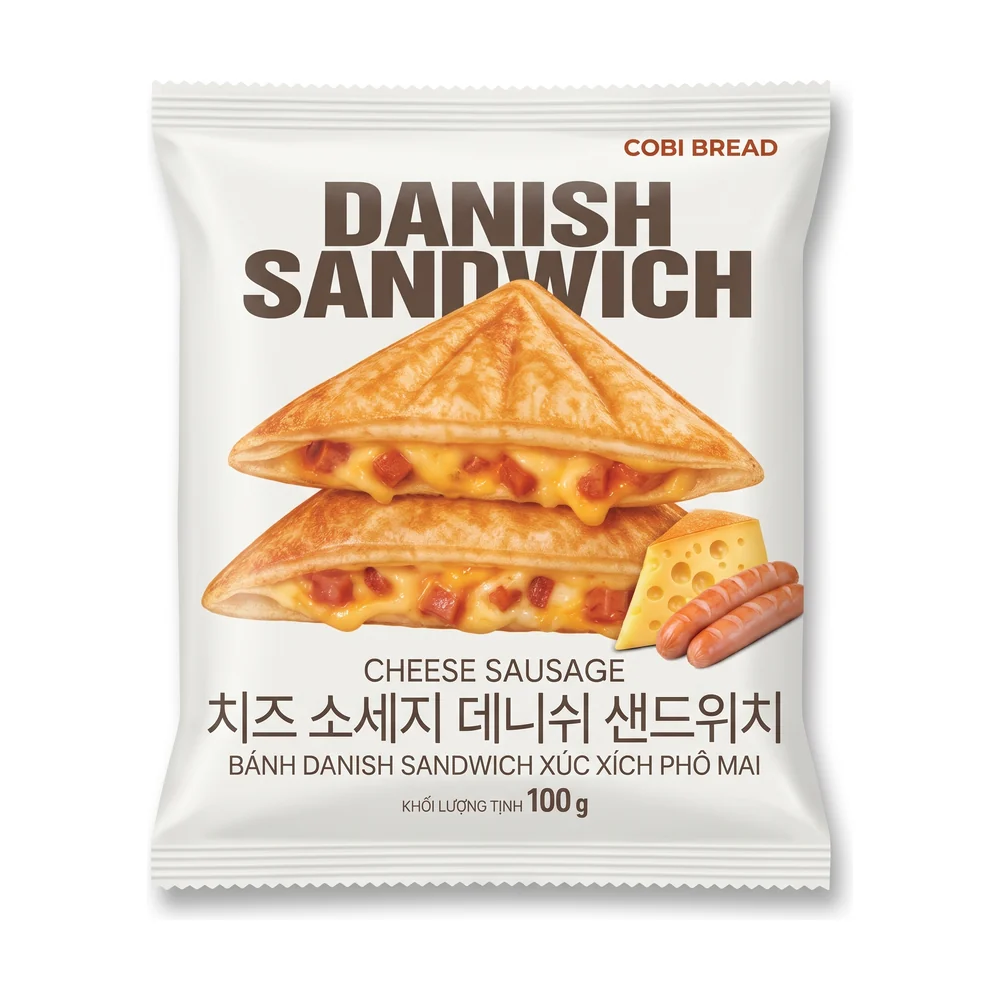 COBI BREAD
DANISH
SANDWICH
CHEESE SAUSAGE
치즈 소세지 데니쉬 샌드위치
BÁNH DANISH SANDWICH XÚC XÍCH PHÔ MAI
KHỐI LƯỢNG TỊNH 100 g